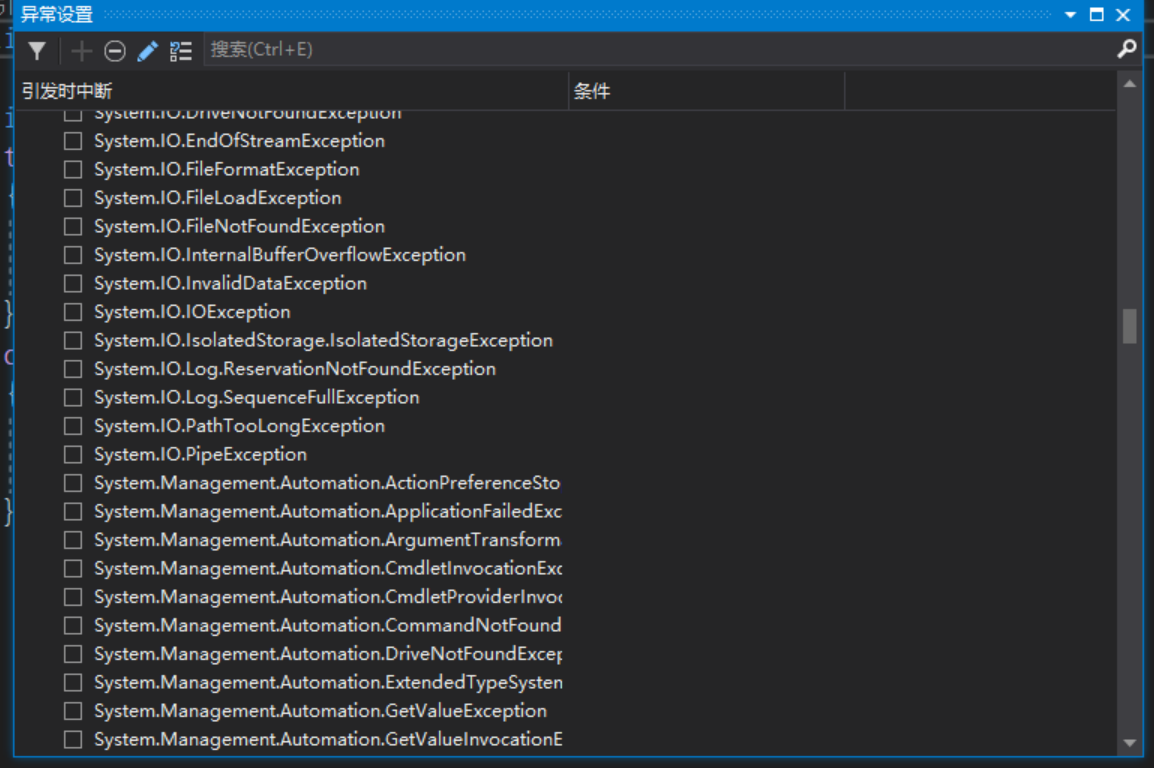 异常设置
搜索(Ctrl+E)
引发时中断 条件
System.IO.DriveNotFoundException
System.IO.EndOfStreamException
System.IO.FileFormatException
System.IO.FileLoadException
System.IO.FileNotFoundException
System.IO.InternalBufferOverflowException
System.IO.InvalidDataException
System.IO.IOException
System.IO.IsolatedStorage.IsolatedStorageException
System.IO.Log.ReservationNotFoundException
System.IO.Log.SequenceFullException
System.IO.PathTooLongException
System.IO.PipeException
System.Management.Automation.ActionPreferenceSto
System.Management.Automation.ApplicationFailedExc
System.Management.Automation.ArgumentTransform
System.Management.Automation.CmdletInvocationExc
System.Management.Automation.CmdletProviderInvoc
System.Management.Automation.CommandNotFound
System.Management.Automation.DriveNotFoundExcep
System.Management.Automation.ExtendedTypeSystem
System.Management.Automation.GetValueException
System.Management.Automation.GetValueInvocationE